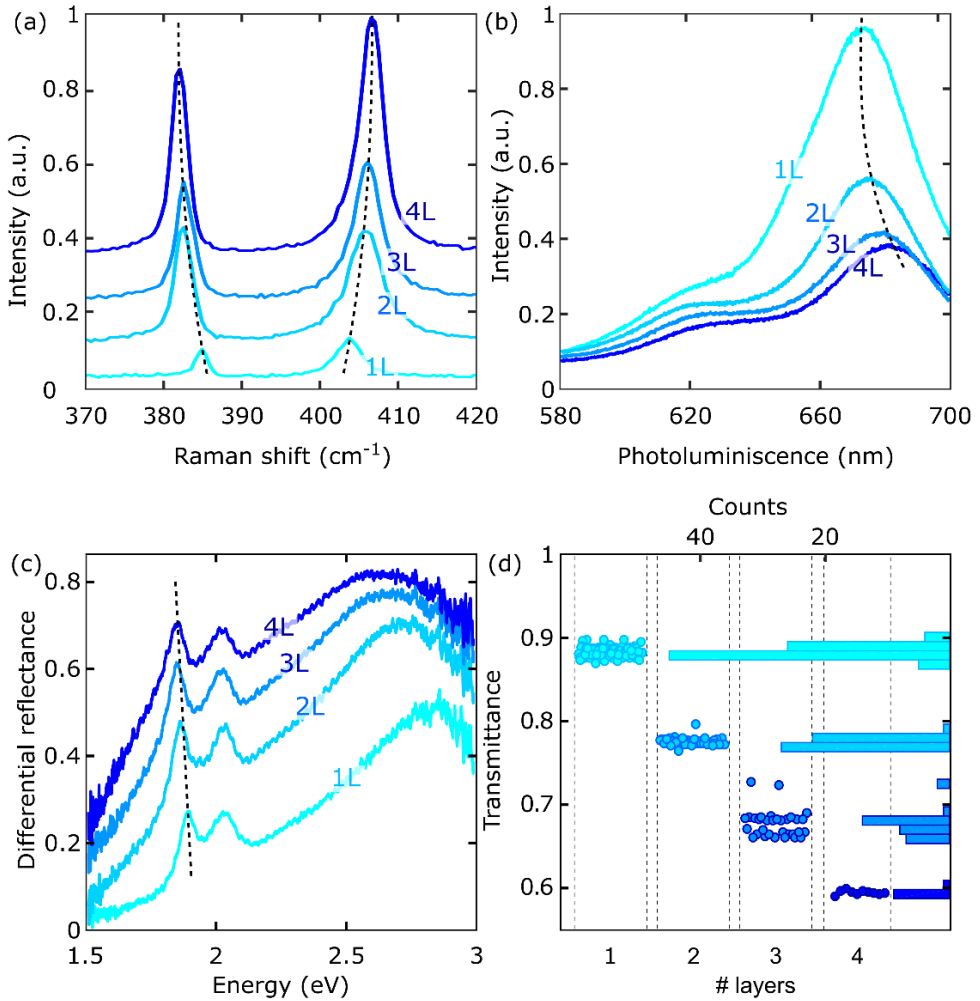 (a)
Intensity (a.u.)
1
0.8
0.6
0.4
0.2
0
4L
3L
2L
1L
370 380 390 400 410 420
Raman shift (cm⁻¹)
(b)
Intensity (a.u.)
1
0.8
0.6
0.4
0.2
0
1L
2L
3L
4L
580 620 660 700
Photoluminiscence (nm)
(c)
Differential reflectance
0.8
0.6
0.4
0.2
0
4L
3L
2L
1L
1.5 2 2.5 3
Energy (eV)
Counts
40 20
(d)
Transmittance
1
0.9
0.8
0.7
0.6
1 2 3 4
# layers